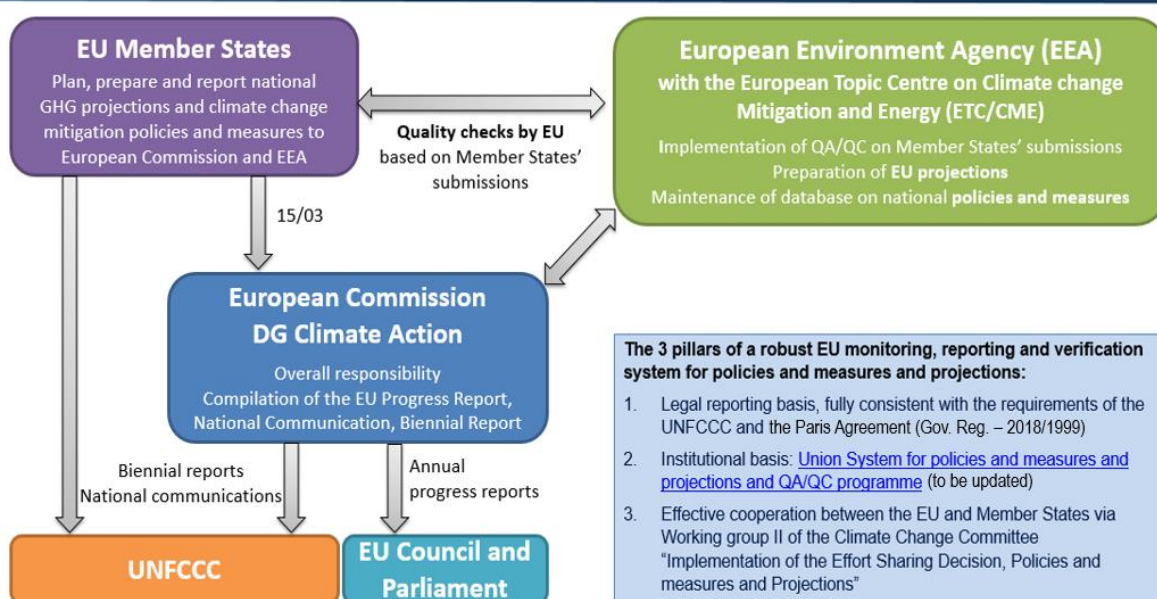 EU Member States
Plan, prepare and report national
GHG projections and climate change
mitigation policies and measures to
European Commission and EEA
Quality checks by EU
based on Member States'
submissions
European Environment Agency (EEA)
with the European Topic Centre on Climate change
Mitigation and Energy (ETC/CME)
Implementation of QA/QC on Member States' submissions
Preparation of EU projections
Maintenance of database on national policies and measures
15/03
European Commission
DG Climate Action
Overall responsibility
Compilation of the EU Progress Report,
National Communication, Biennial Report
Biennial reports
National communications
Annual
progress reports
UNFCCC
EU Council and
Parliament
The 3 pillars of a robust EU monitoring, reporting and verification
system for policies and measures and projections:
1. Legal reporting basis, fully consistent with the requirements of the
UNFCCC and the Paris Agreement (Gov. Reg. – 2018/1999)
2. Institutional basis: Union System for policies and measures and
projections and QA/QC programme (to be updated)
3. Effective cooperation between the EU and Member States via
Working group II of the Climate Change Committee
“Implementation of the Effort Sharing Decision, Policies and
measures and Projections”